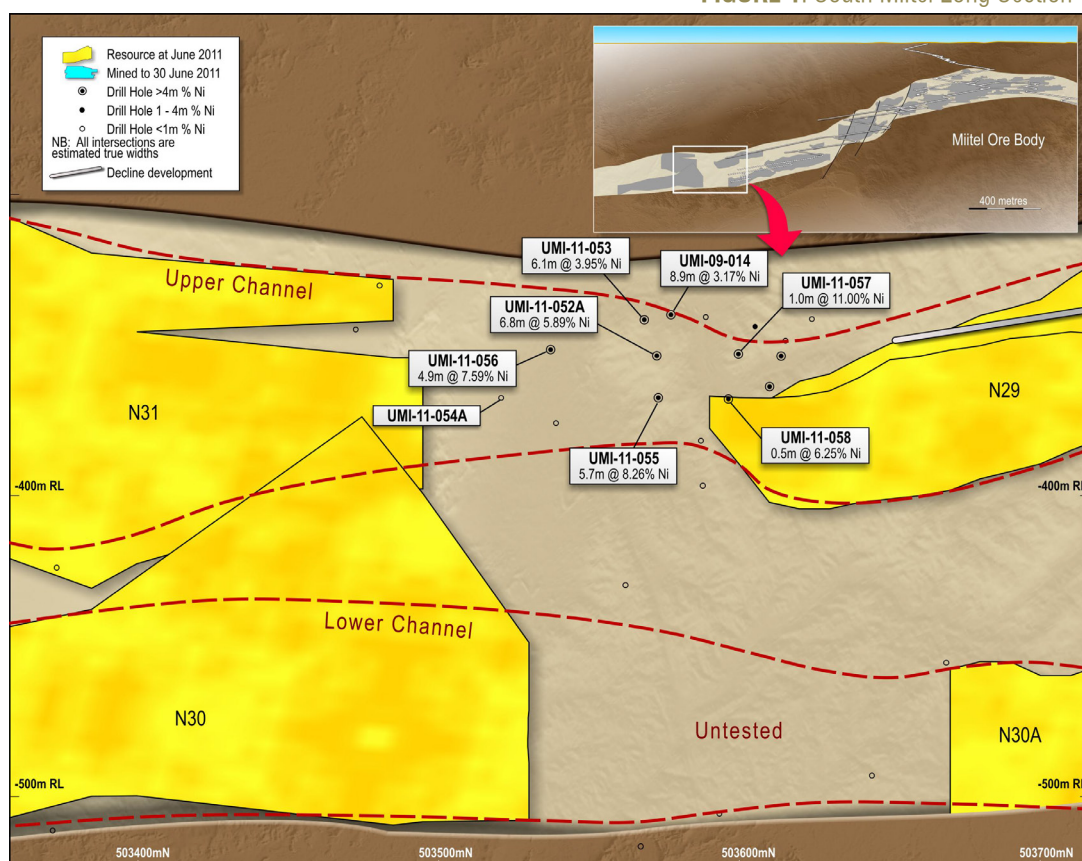 Resource at June 2011
Mined to 30 June 2011
Drill Hole >4m % Ni
Drill Hole 1 - 4m % Ni
Drill Hole <1m % Ni
NB: All intersections are
estimated true widths
Decline development
Miitel Ore Body
400 metres
Upper Channel
UMI-11-053
6.1m @ 3.95% Ni
UMI-09-014
8.9m @ 3.17% Ni
UMI-11-057
1.0m @ 11.00% Ni
UMI-11-052A
6.8m @ 5.89% Ni
UMI-11-056
4.9m @ 7.59% Ni
UMI-11-054A
N31
N29
UMI-11-058
0.5m @ 6.25% Ni
UMI-11-055
5.7m @ 8.26% Ni
-400m RL
-400m RL
Lower Channel
N30
Untested
N30A
-500m RL
-500m RL
503400mN
503500mN
503600mN
503700mN